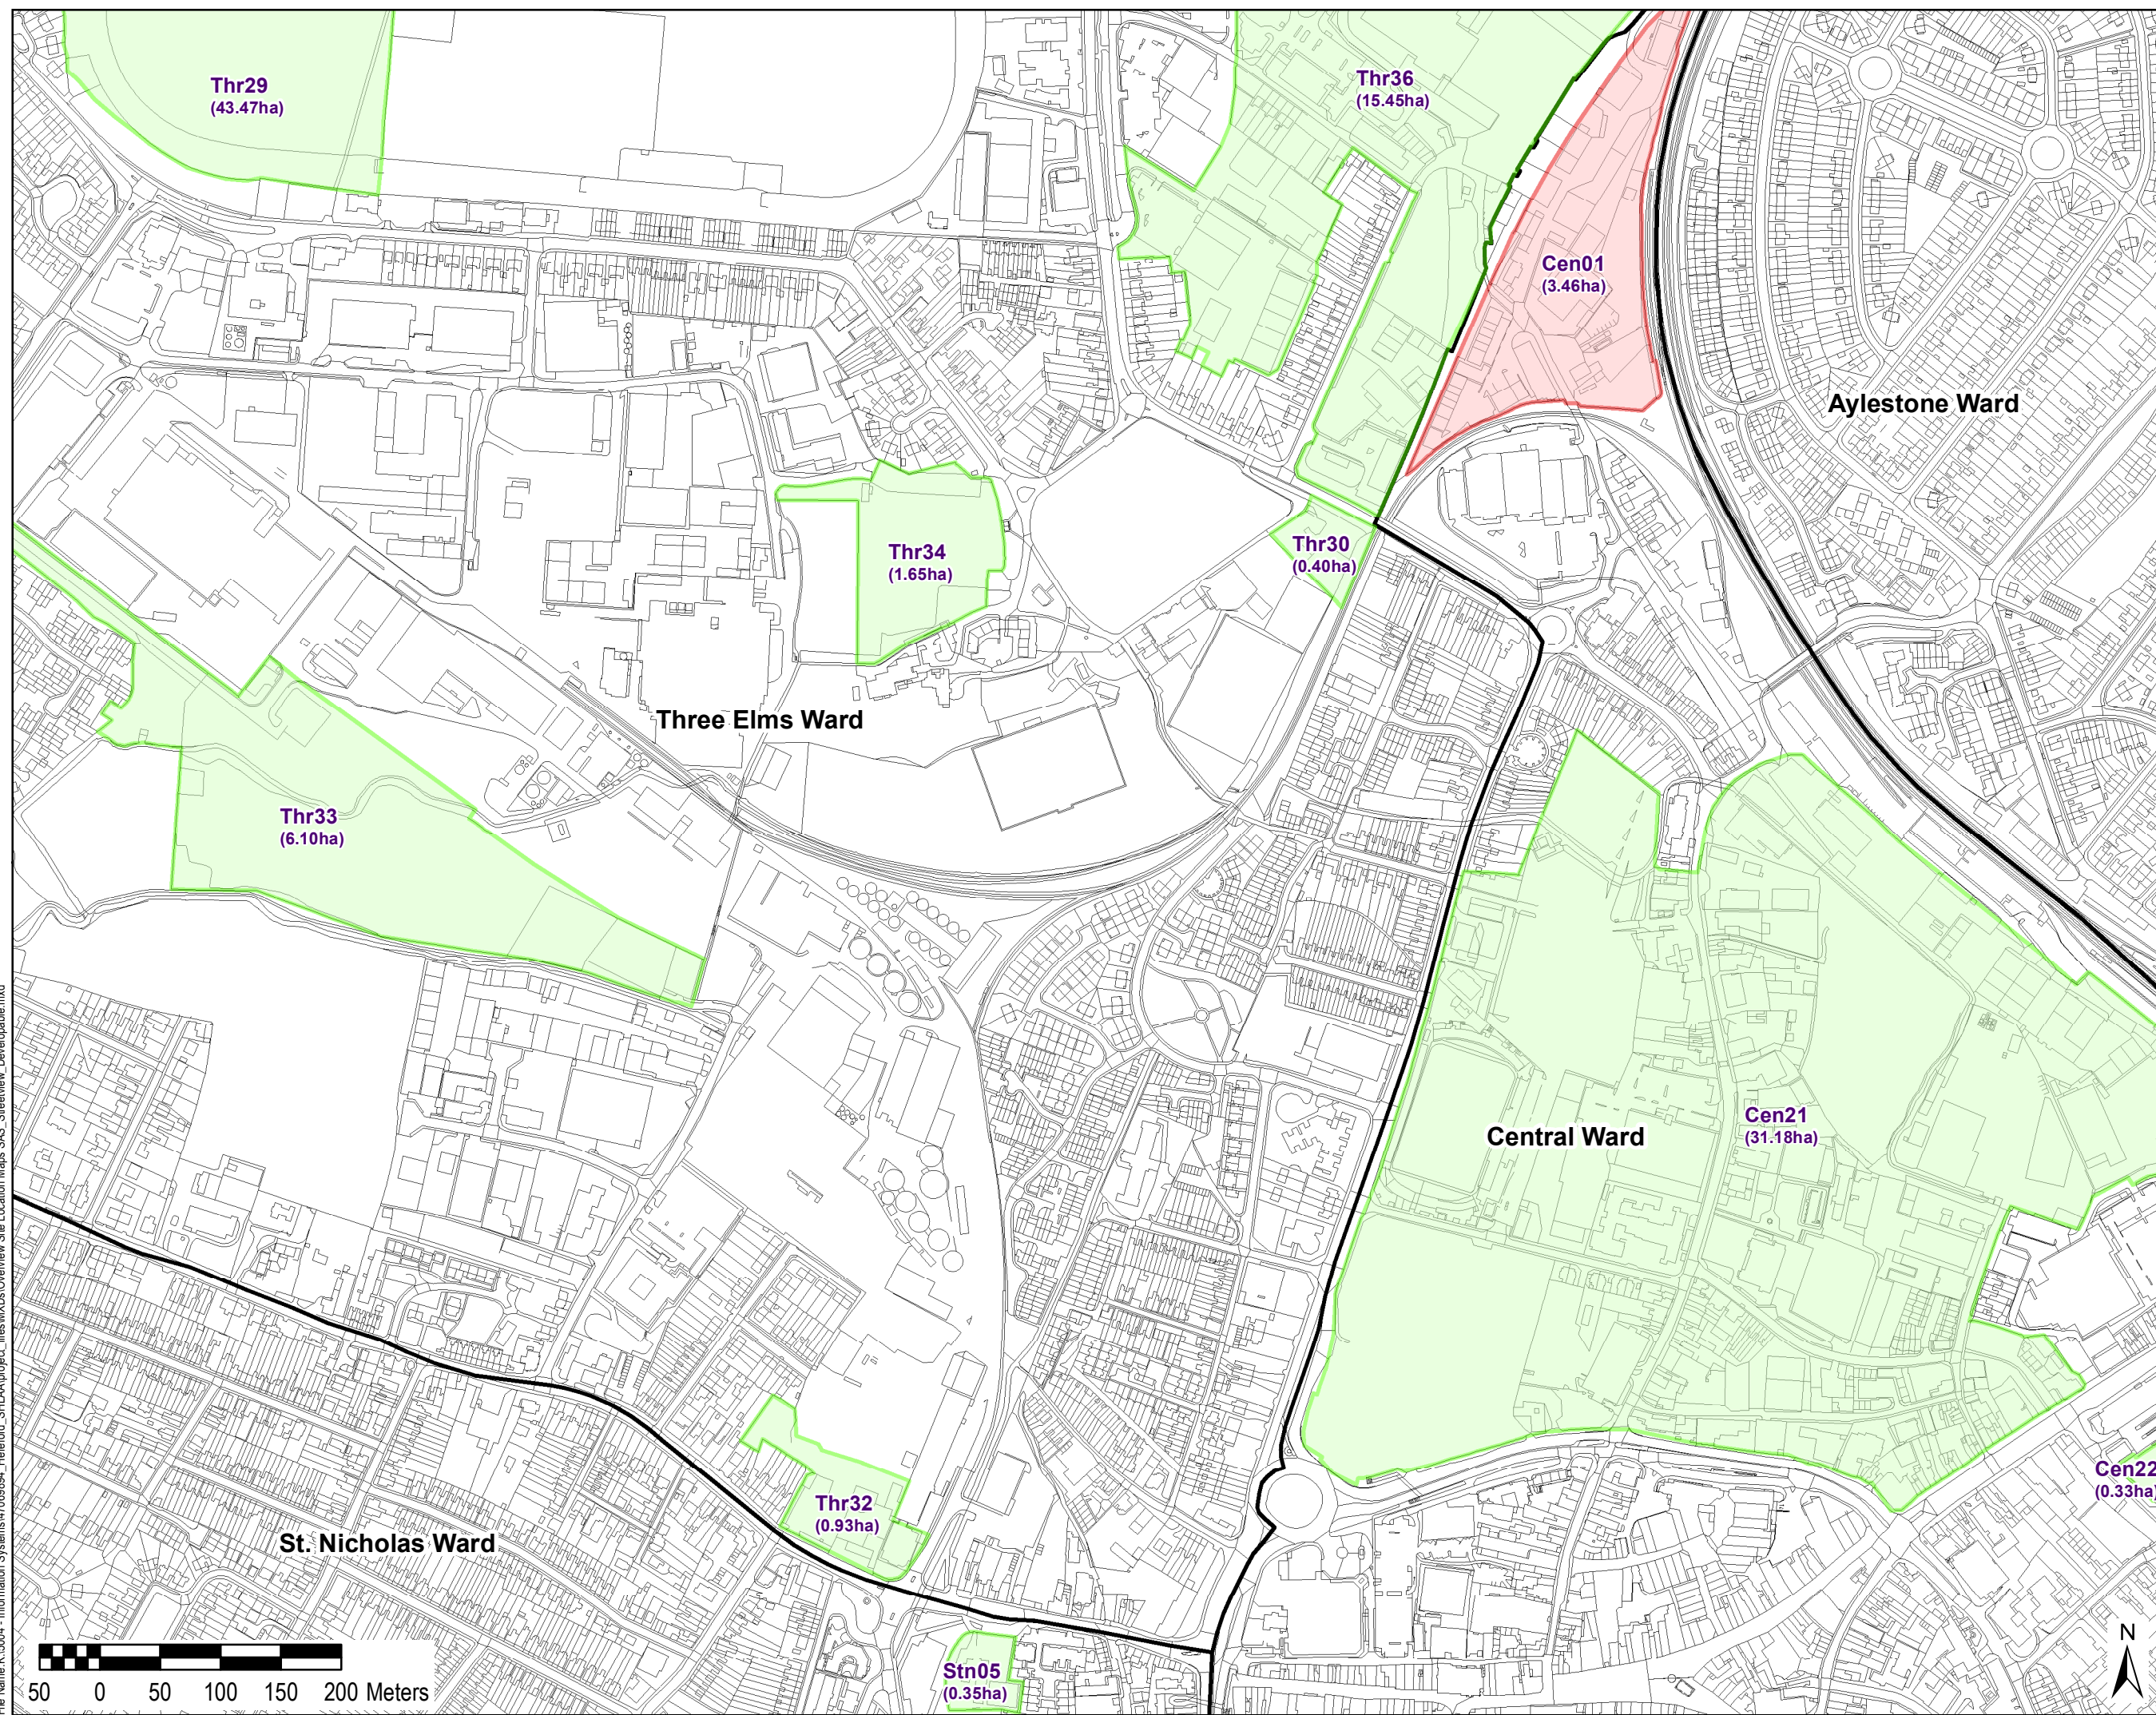 Thr29
(43.47ha)
Thr36
(15.45ha)
Cen01
(3.46ha)
Aylestone Ward
Thr34
(1.65ha)
Thr30
(0.40ha)
Three Elms Ward
Thr33
(6.10ha)
Cen21
(31.18ha)
Central Ward
Cen22
(0.33ha)
Thr32
(0.93ha)
St. Nicholas Ward
Stn05
(0.35ha)
N
50 0 50 100 150 200 Meters